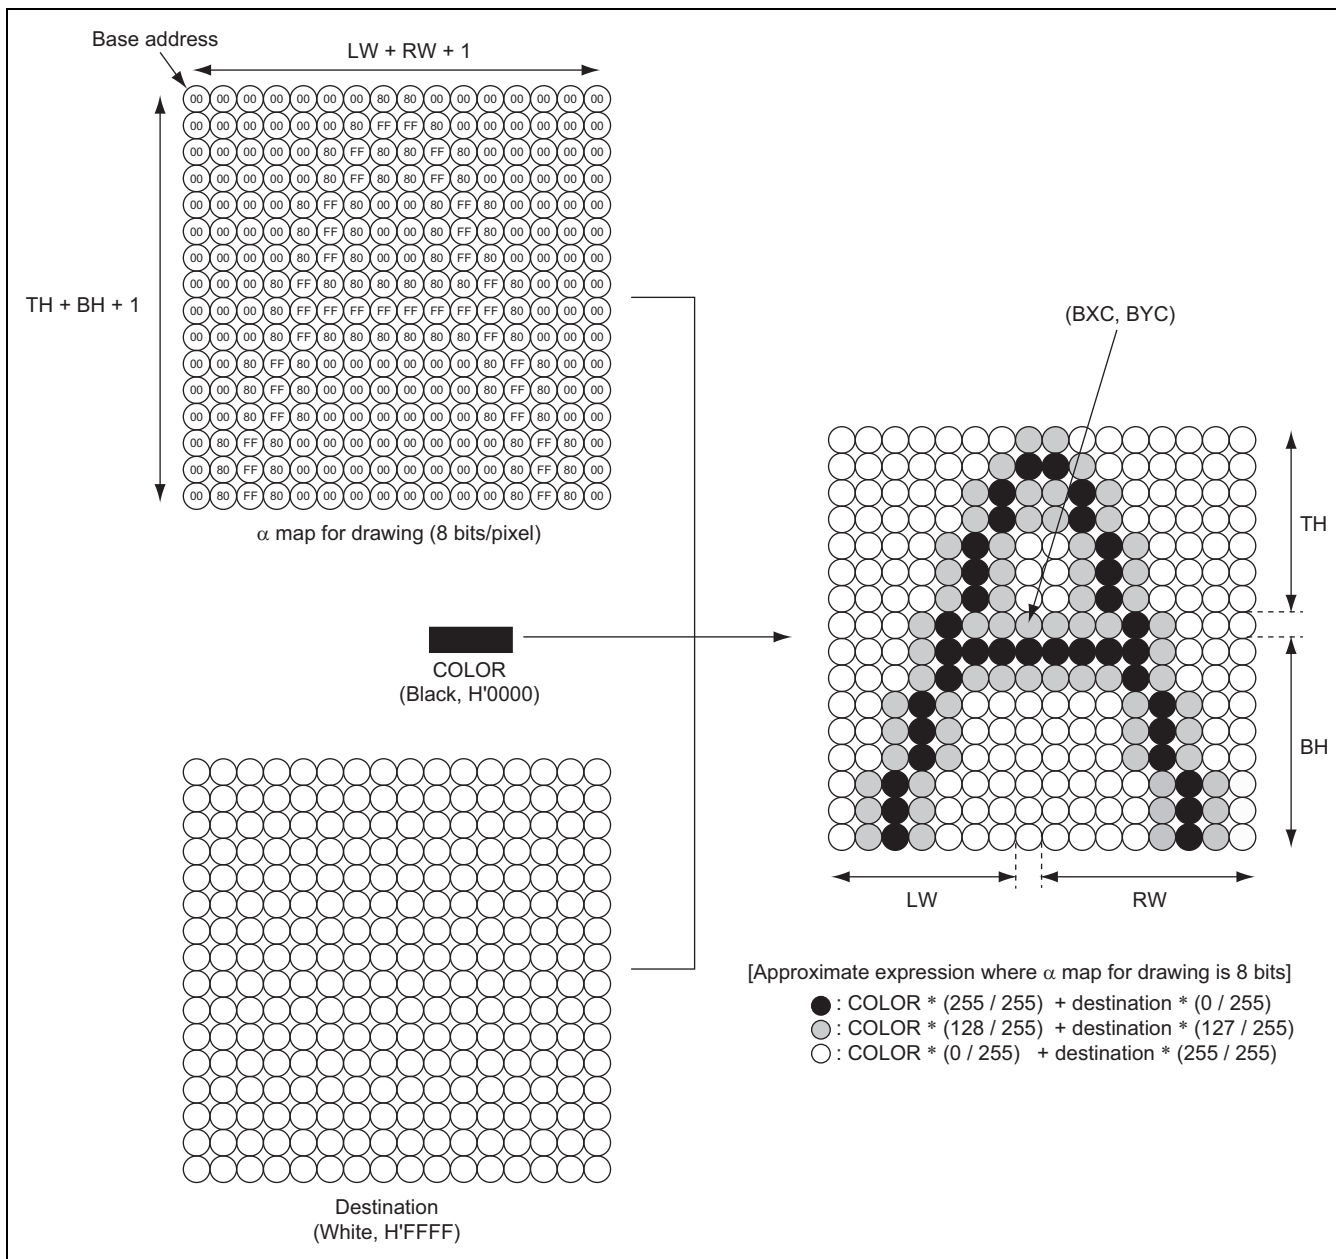 Base address
LW + RW + 1
00 00 00 00 00 00 00 80 80 00 00 00 00 00 00 00
00 00 00 00 00 00 80 FF FF 80 00 00 00 00 00 00
00 00 00 00 00 80 FF 80 80 FF 80 00 00 00 00 00
00 00 00 00 00 80 FF 80 80 FF 80 00 00 00 00 00
00 00 00 00 80 FF 80 00 00 80 FF 80 00 00 00 00
00 00 00 00 80 FF 80 00 00 80 FF 80 00 00 00 00
00 00 00 00 80 FF 80 00 00 80 FF 80 00 00 00 00
00 00 00 80 FF 80 80 80 80 80 80 FF 80 00 00 00
00 00 00 80 FF FF FF FF FF FF FF FF 80 00 00 00
00 00 00 80 FF 80 80 80 80 80 80 FF 80 00 00 00
00 00 80 FF 80 00 00 00 00 00 00 80 FF 80 00 00
00 00 80 FF 80 00 00 00 00 00 00 80 FF 80 00 00
00 00 80 FF 80 00 00 00 00 00 00 80 FF 80 00 00
00 80 FF 80 00 00 00 00 00 00 00 00 80 FF 80 00
00 80 FF 80 00 00 00 00 00 00 00 00 80 FF 80 00
00 80 FF 80 00 00 00 00 00 00 00 00 80 FF 80 00
TH + BH + 1
α map for drawing (8 bits/pixel)
COLOR
(Black, H'0000)
Destination
(White, H'FFFF)
(BXC, BYC)
TH
BH
LW
RW
[Approximate expression where α map for drawing is 8 bits]
: COLOR * (255 / 255) + destination * (0 / 255)
: COLOR * (128 / 255) + destination * (127 / 255)
: COLOR * (0 / 255) + destination * (255 / 255)